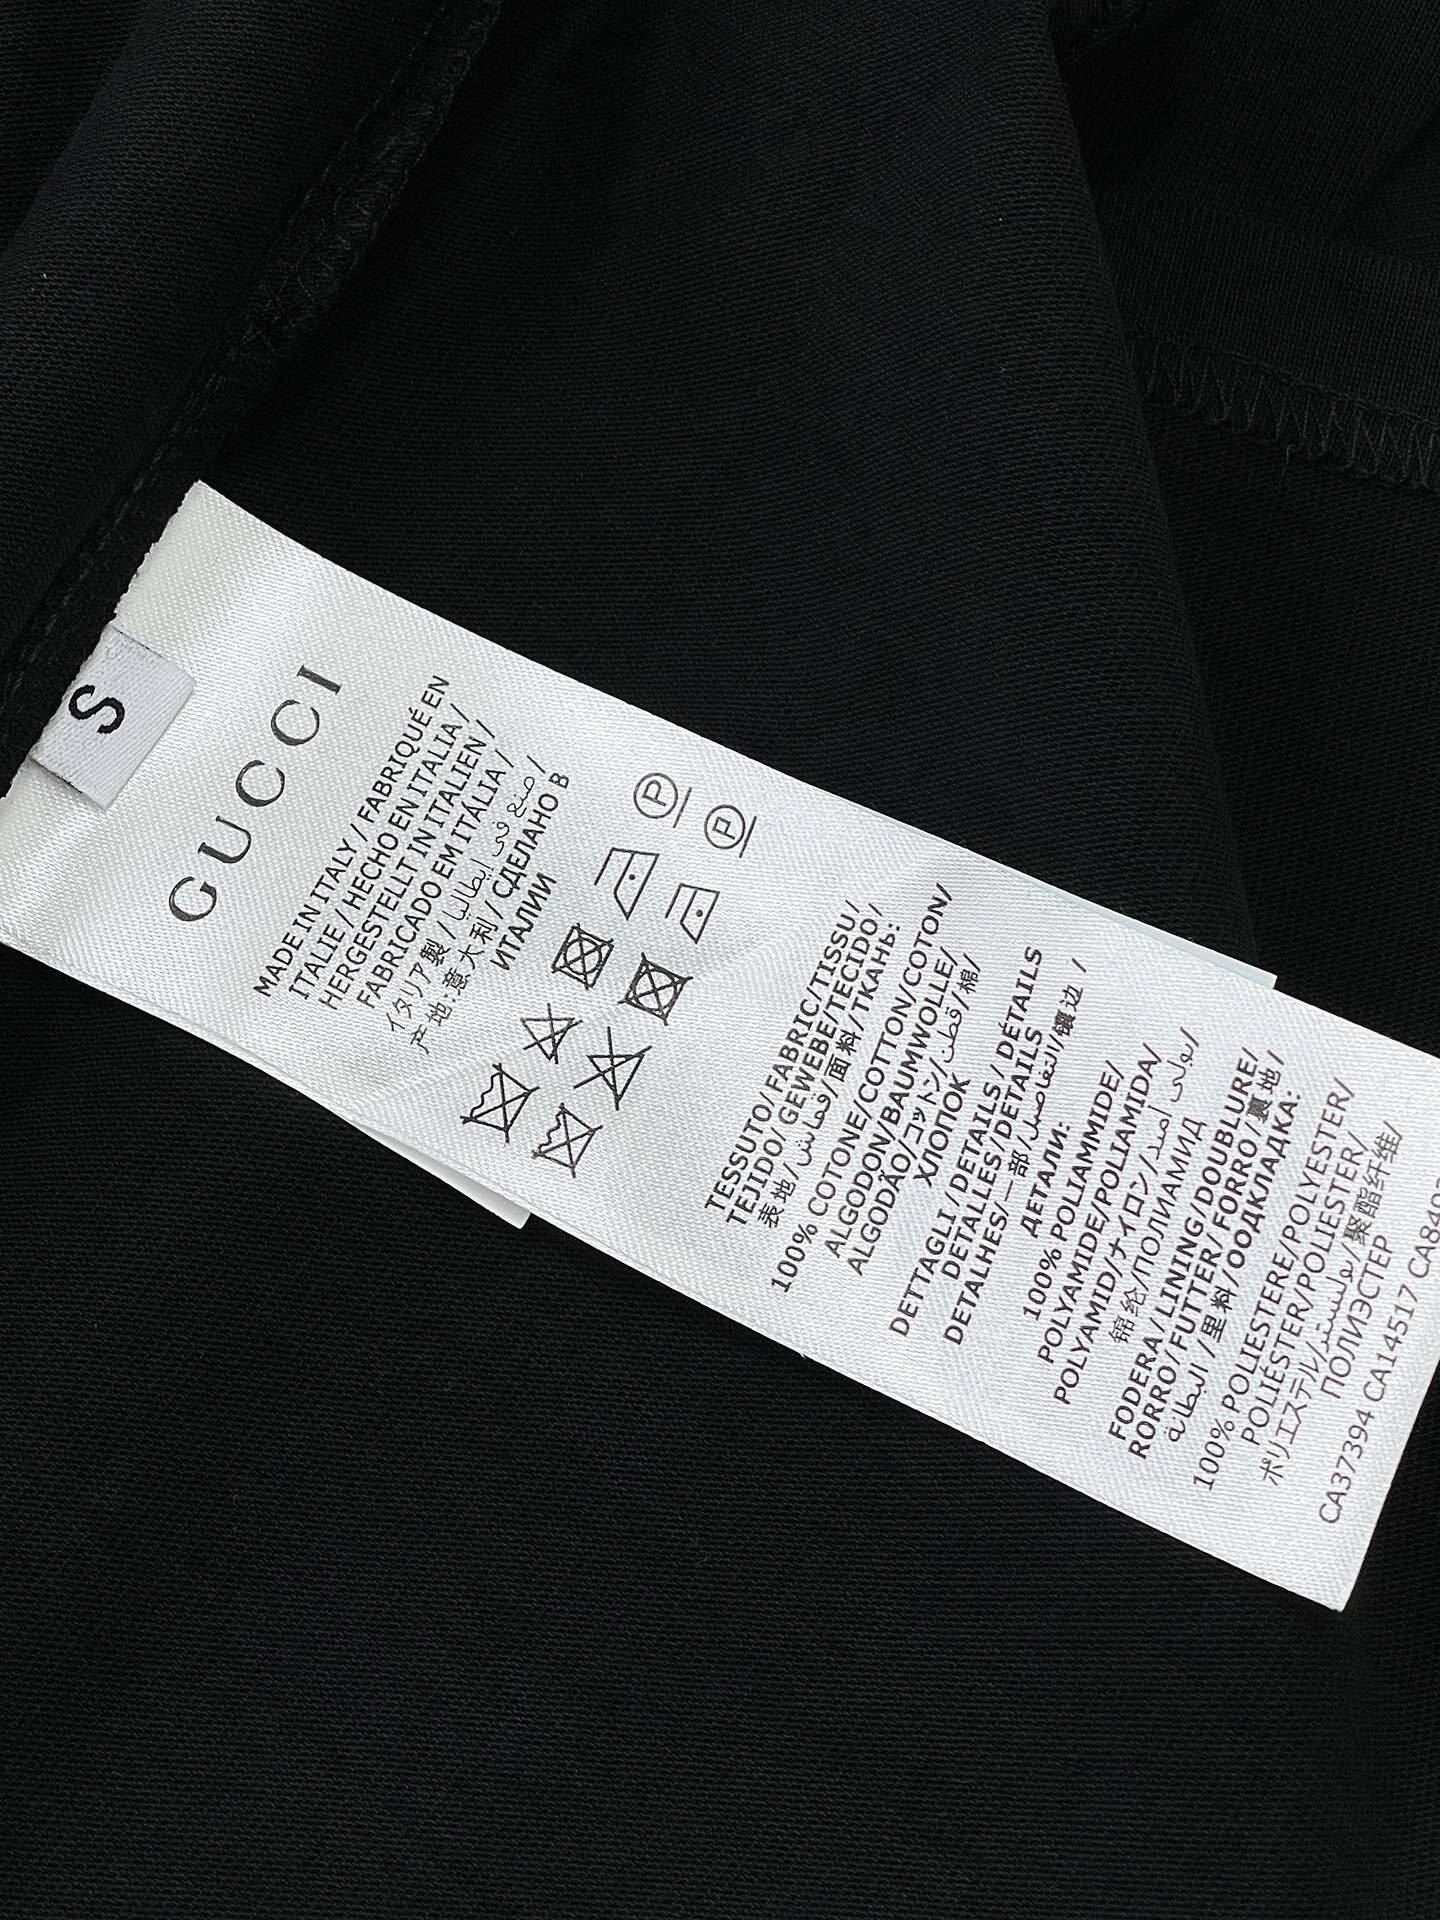 S
GUCCI
MADE IN ITALY / FABRIQUÉ EN
ITALIE / HECHO EN ITALIA /
HERGESTELLT IN ITALIEN /
FABRICADO EM ITÁLIA /
イタリア製 / صنع في إيطاليا /
产地:意大利 / СДЕЛАНО В
ИТАЛИИ
P
P
TESSUTO/FABRIC/TISSU/
TEJIDO/GEWEBE/TECIDO/
表地/قماش/面料/ТКАНЬ:
100% COTONE/COTTON/COTON/
ALGODON/BAUMWOLLE/
ALGODÃO/コットン/قطن/棉/
ХЛОПОК
DETTAGLI/DETAILS/DÉTAILS
DETALLES/DETAILS
DETALHES/一部/التفاصيل/镶边/
ДЕТАЛИ:
100% POLIAMMIDE/
POLYAMIDE/POLIAMIDA/
POLYAMID/ナイロン/بولي أميد/
锦纶/ПОЛИАМИД
FODERA/LINING/DOUBLURE/
RORRO/FUTTER/FORRO/裏地/
البطانة/里料/ООДКЛАДКА:
100% POLIESTERE/POLYESTER/
POLIÉSTER/POLIESTER/
ポリエステル/بوليستر/聚酯纤维/
ПОЛИЭСТЕР
CA37394 CA14517